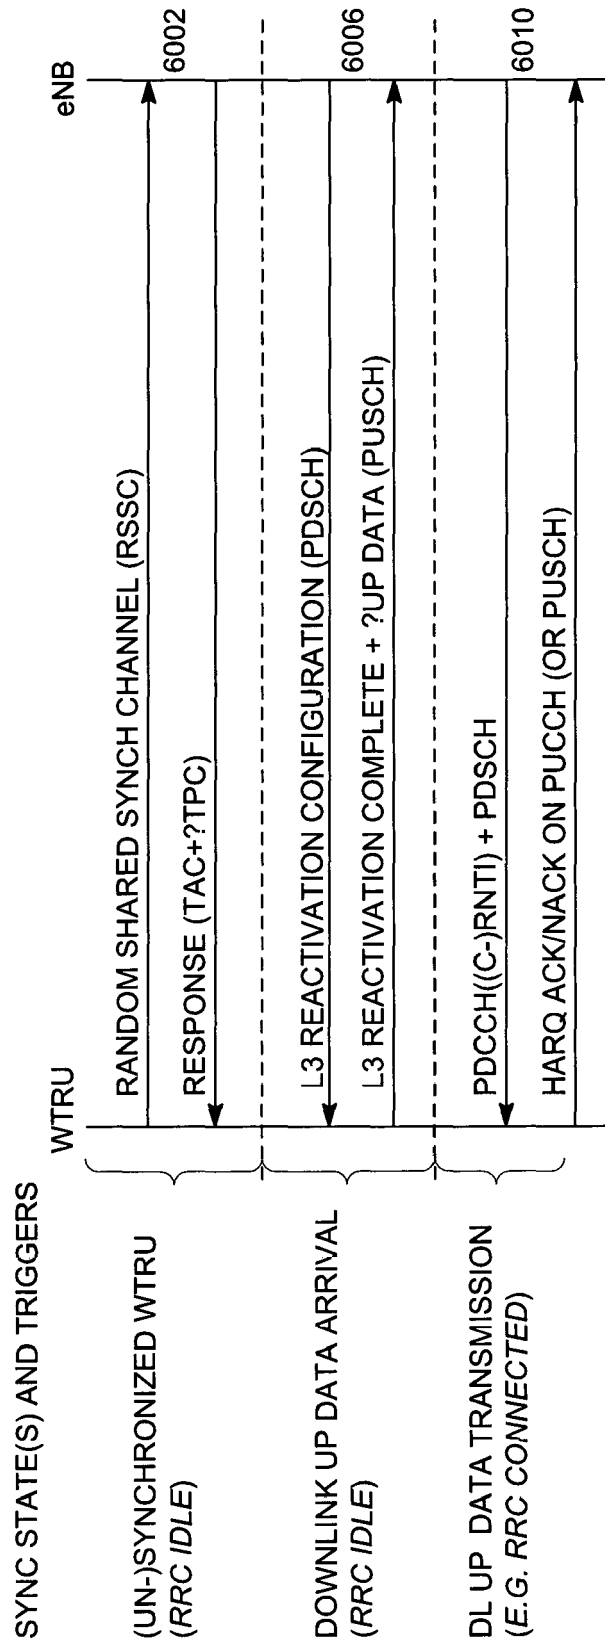 SYNC STATE(S) AND TRIGGERS
WTRU
eNB
(UN-)SYNCHRONIZED WTRU
(RRC IDLE)
RANDOM SHARED SYNCH CHANNEL (RSSC)
6002
RESPONSE (TAC+?TPC)
DOWNLINK UP DATA ARRIVAL
(RRC IDLE)
L3 REACTIVATION CONFIGURATION (PDSCH)
6006
L3 REACTIVATION COMPLETE + ?UP DATA (PUSCH)
DL UP DATA TRANSMISSION
(E.G. RRC CONNECTED)
PDCCH((C-)RNTI) + PDSCH
6010
HARQ ACK/NACK ON PUCCH (OR PUSCH)